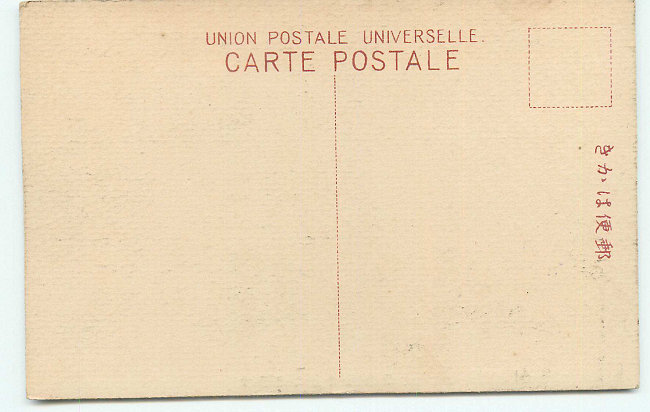 UNION POSTALE UNIVERSELLE.
CARTE POSTALE
郵便はかき